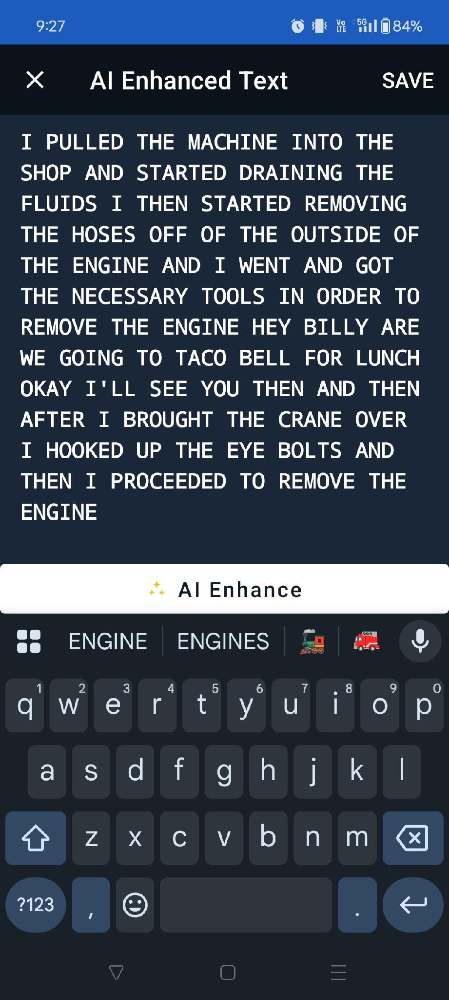 9:27
Vo LTE 5G 84%
AI Enhanced Text SAVE
I PULLED THE MACHINE INTO THE
SHOP AND STARTED DRAINING THE
FLUIDS I THEN STARTED REMOVING
THE HOSES OFF OF THE OUTSIDE OF
THE ENGINE AND I WENT AND GOT
THE NECESSARY TOOLS IN ORDER TO
REMOVE THE ENGINE HEY BILLY ARE
WE GOING TO TACO BELL FOR LUNCH
OKAY I'LL SEE YOU THEN AND THEN
AFTER I BROUGHT THE CRANE OVER
I HOOKED UP THE EYE BOLTS AND
THEN I PROCEEDED TO REMOVE THE
ENGINE
AI Enhance
ENGINE ENGINES
1 2 3 4 5 6 7 8 9 0
q w e r t y u i o p
a s d f g h j k l
z x c v b n m
?123 , .